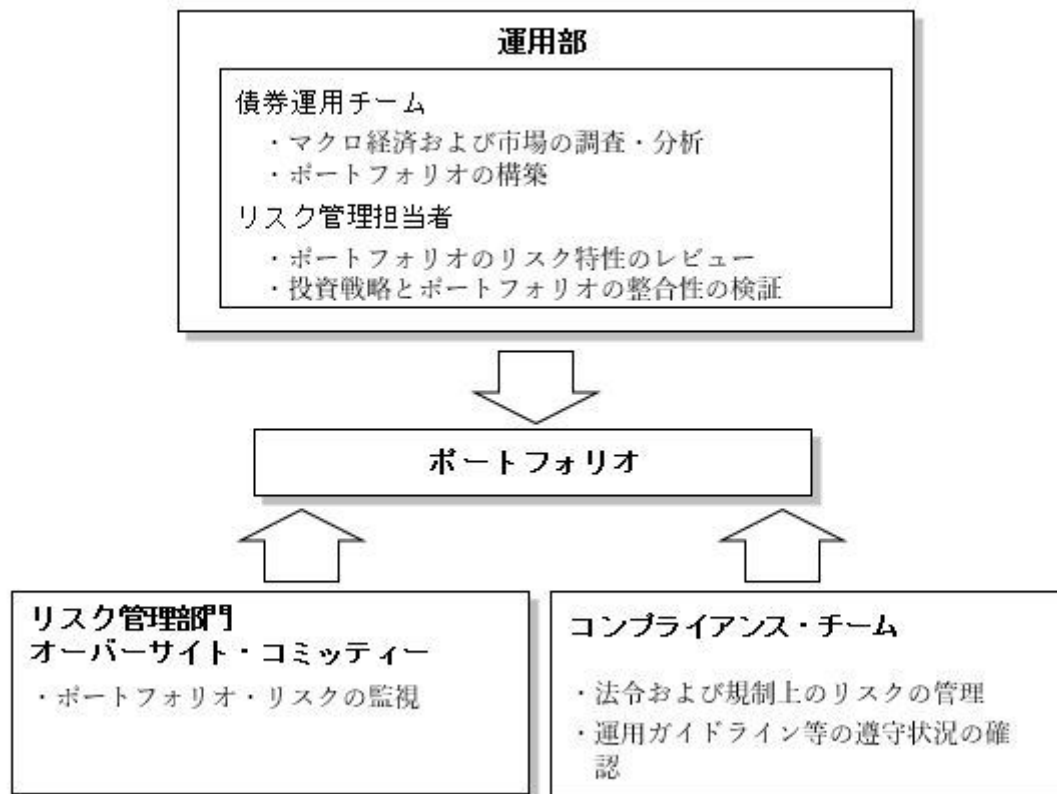 運用部
債券運用チーム
・マクロ経済および市場の調査・分析
・ポートフォリオの構築
リスク管理担当者
・ポートフォリオのリスク特性のレビュー
・投資戦略とポートフォリオの整合性の検証
ポートフォリオ
リスク管理部門
オーバーサイト・コミッティー
・ポートフォリオ・リスクの監視
コンプライアンス・チーム
・法令および規制上のリスクの管理
・運用ガイドライン等の遵守状況の確
認